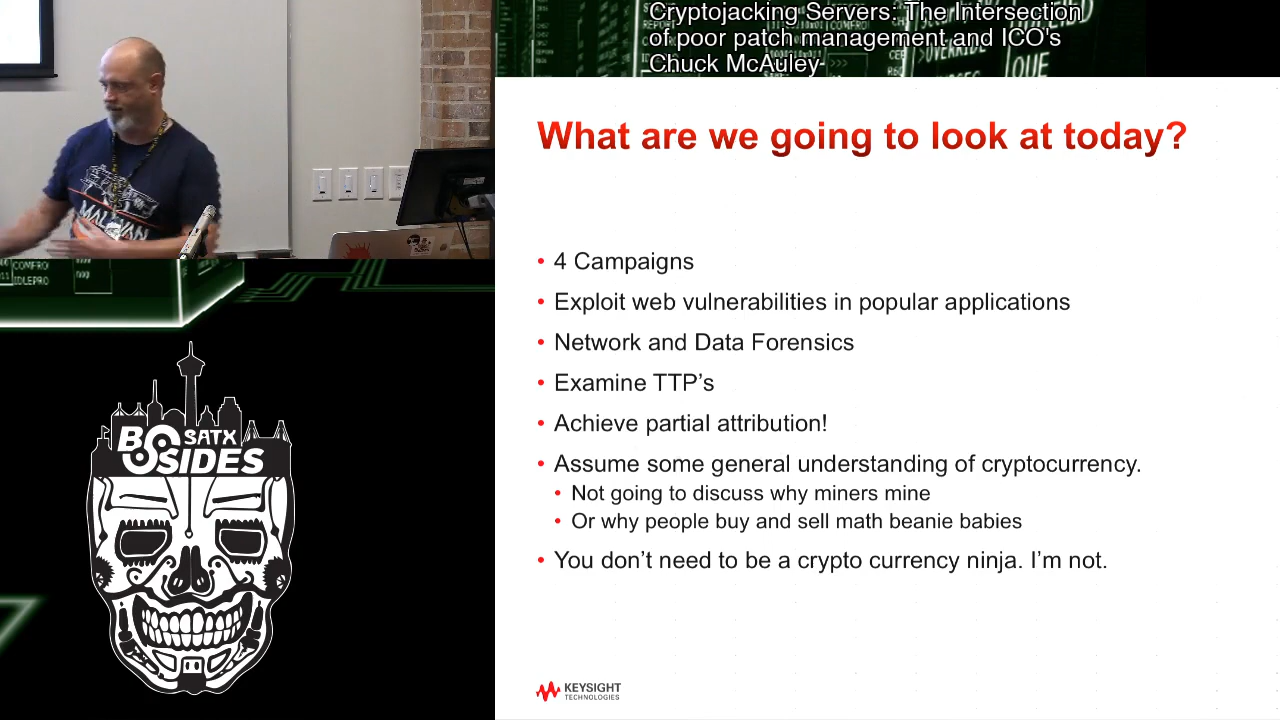 Cryptojacking Servers: The Intersection
of poor patch management and ICO's
Chuck McAuley-
What are we going to look at today?
• 4 Campaigns
• Exploit web vulnerabilities in popular applications
• Network and Data Forensics
• Examine TTP’s
• Achieve partial attribution!
• Assume some general understanding of cryptocurrency.
• Not going to discuss why miners mine
• Or why people buy and sell math beanie babies
• You don’t need to be a crypto currency ninja. I’m not.
KEYSIGHT
TECHNOLOGIES
BSIDES
SATX
OVERRIDE
IDLEPRO